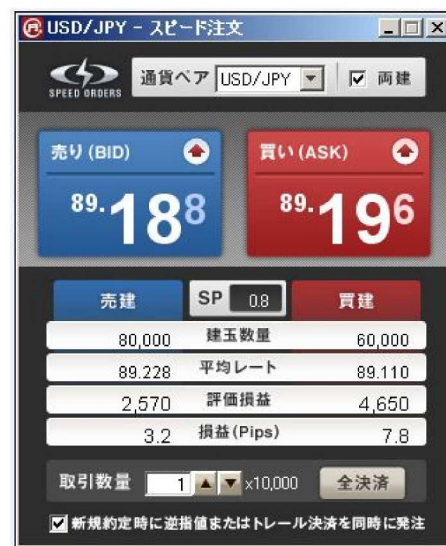 USD/JPY - スピード注文
SPEED ORDERS 通貨ペア USD/JPY 両建
売り(BID) 買い(ASK)
89.188 89.196
売建 SP 0.8 買建
80,000 建玉数量 60,000
89.228 平均レート 89.110
2,570 評価損益 4,650
3.2 損益(Pips) 7.8
取引数量 1 x10,000 全決済
新規約定時に逆指値またはトレール決済を同時に発注